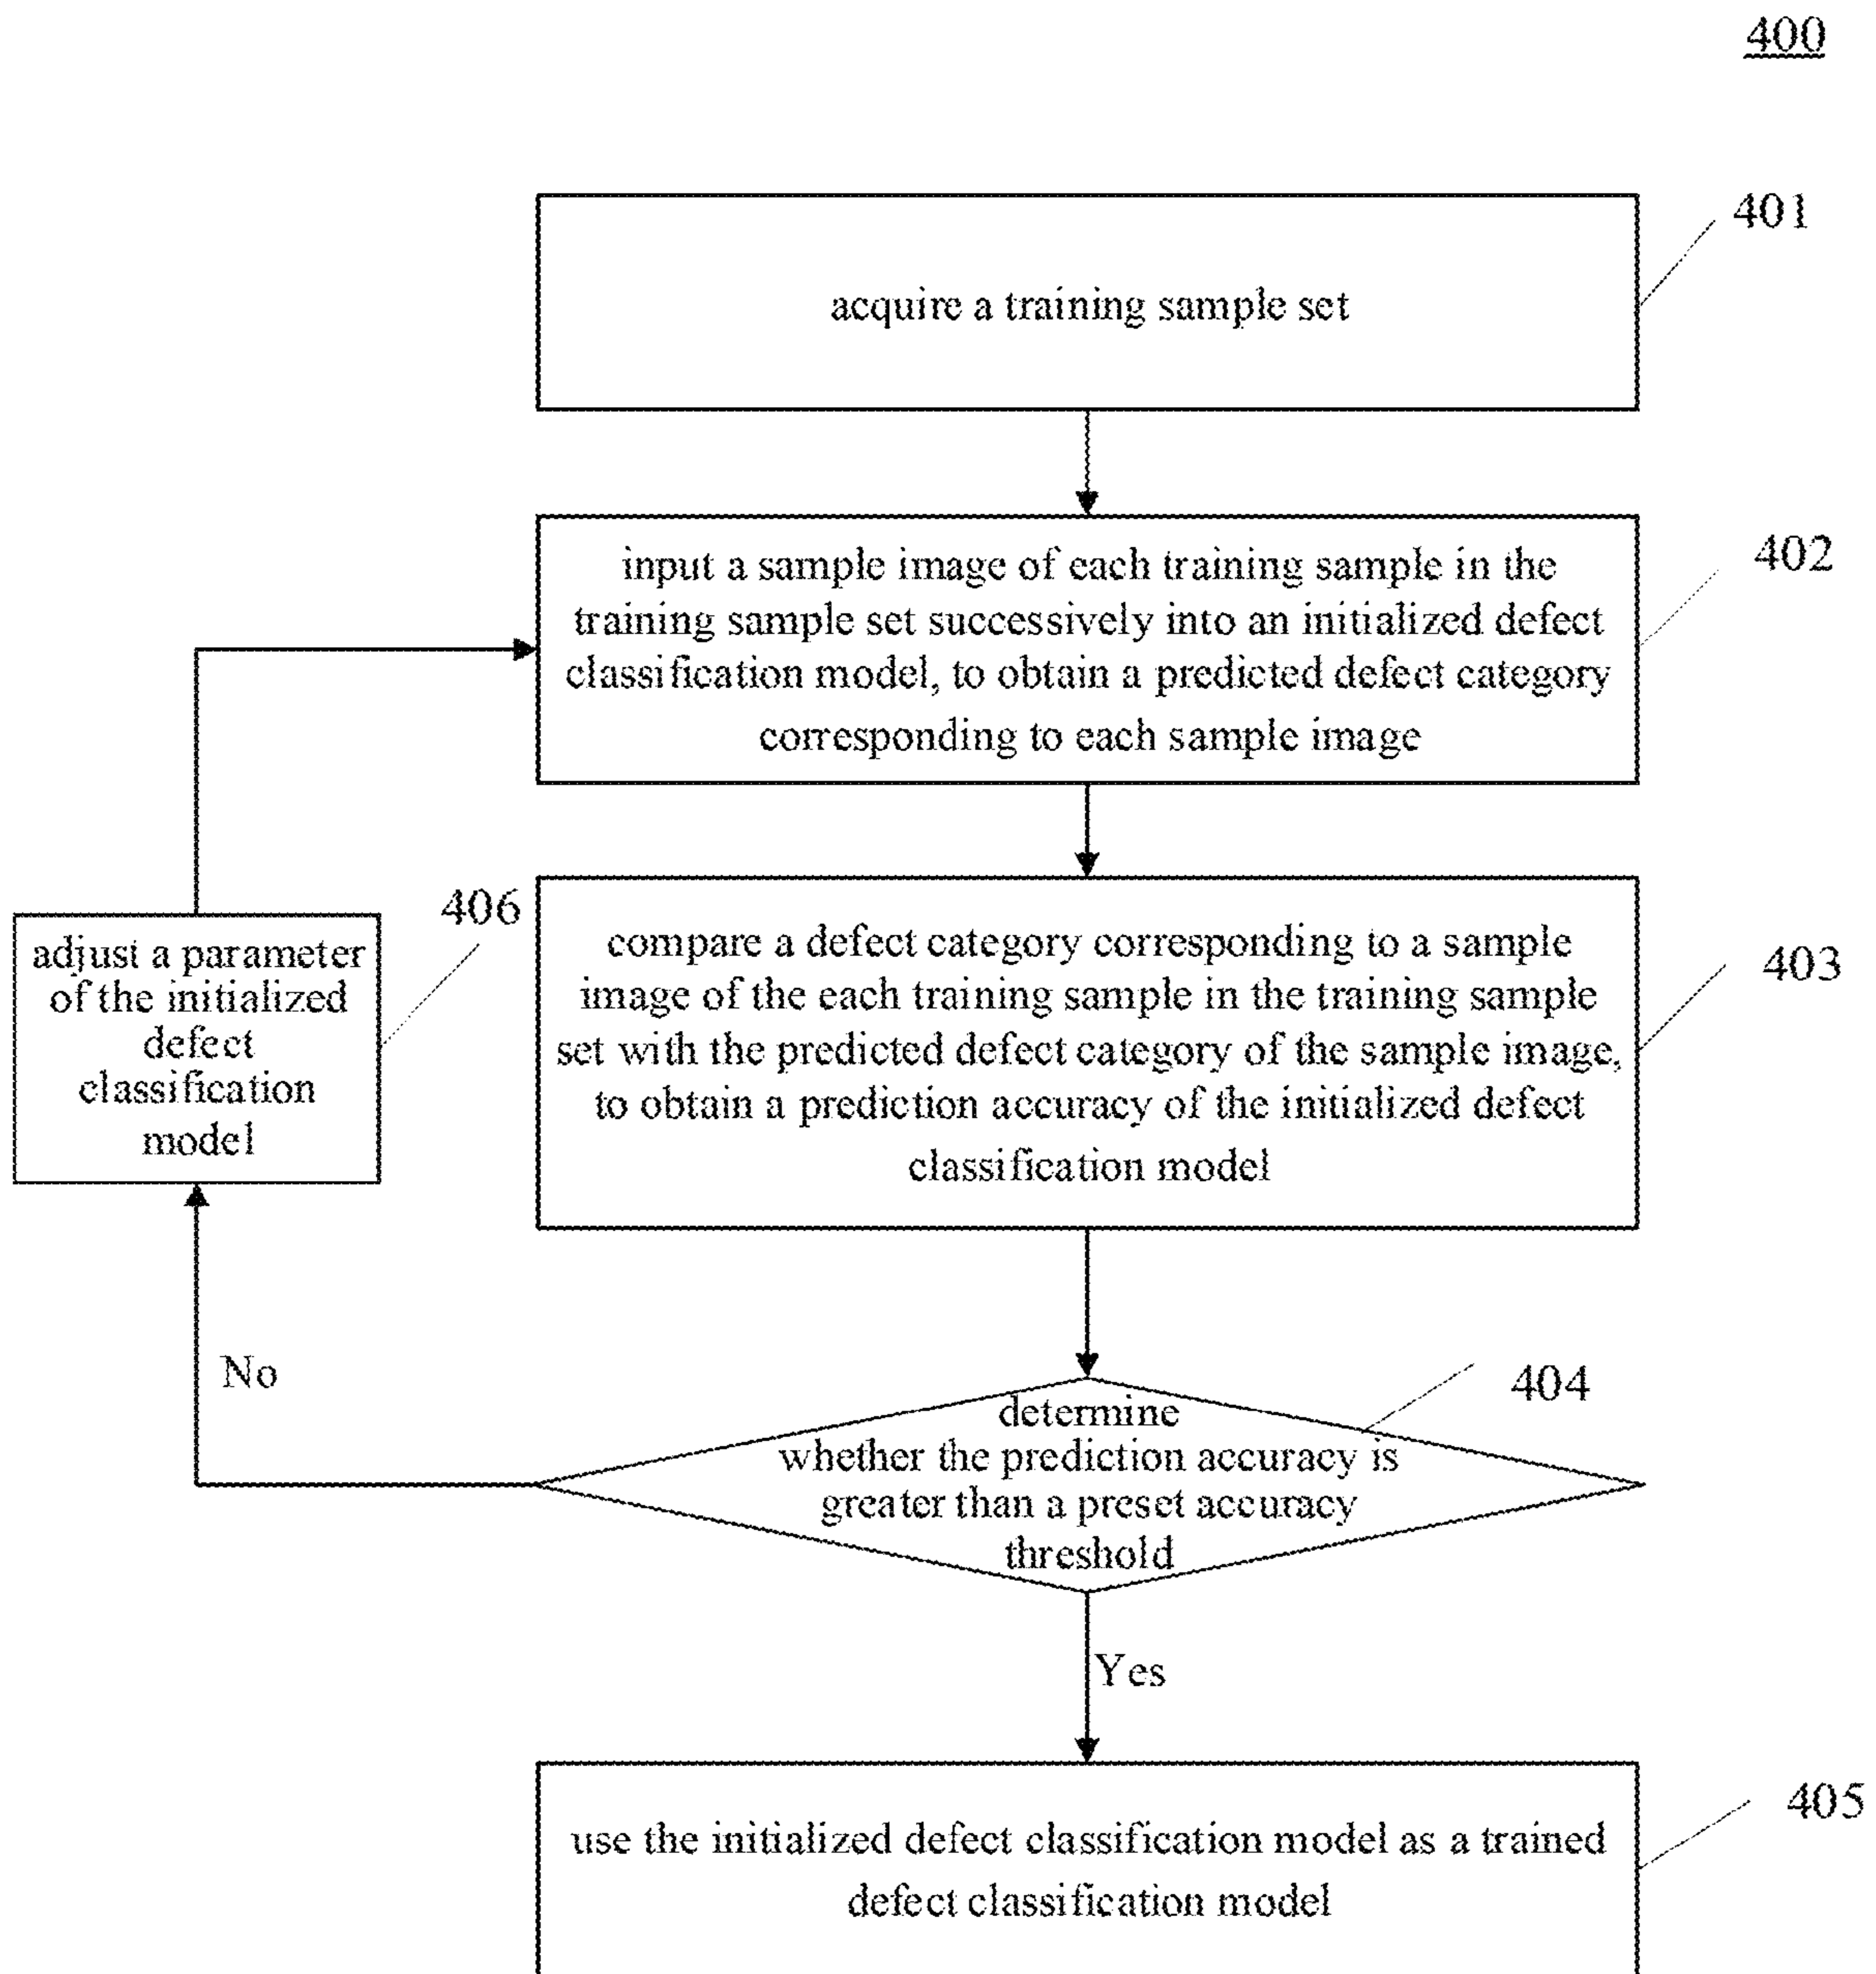 400
401
acquire a training sample set
402
input a sample image of each training sample in the
training sample set successively into an initialized defect
classification model, to obtain a predicted defect category
corresponding to each sample image
406
adjust a parameter
of the initialized
defect
classification
model
403
compare a defect category corresponding to a sample
image of the each training sample in the training sample
set with the predicted defect category of the sample image,
to obtain a prediction accuracy of the initialized defect
classification model
No
404
determine
whether the prediction accuracy is
greater than a preset accuracy
threshold
Yes
405
use the initialized defect classification model as a trained
defect classification model